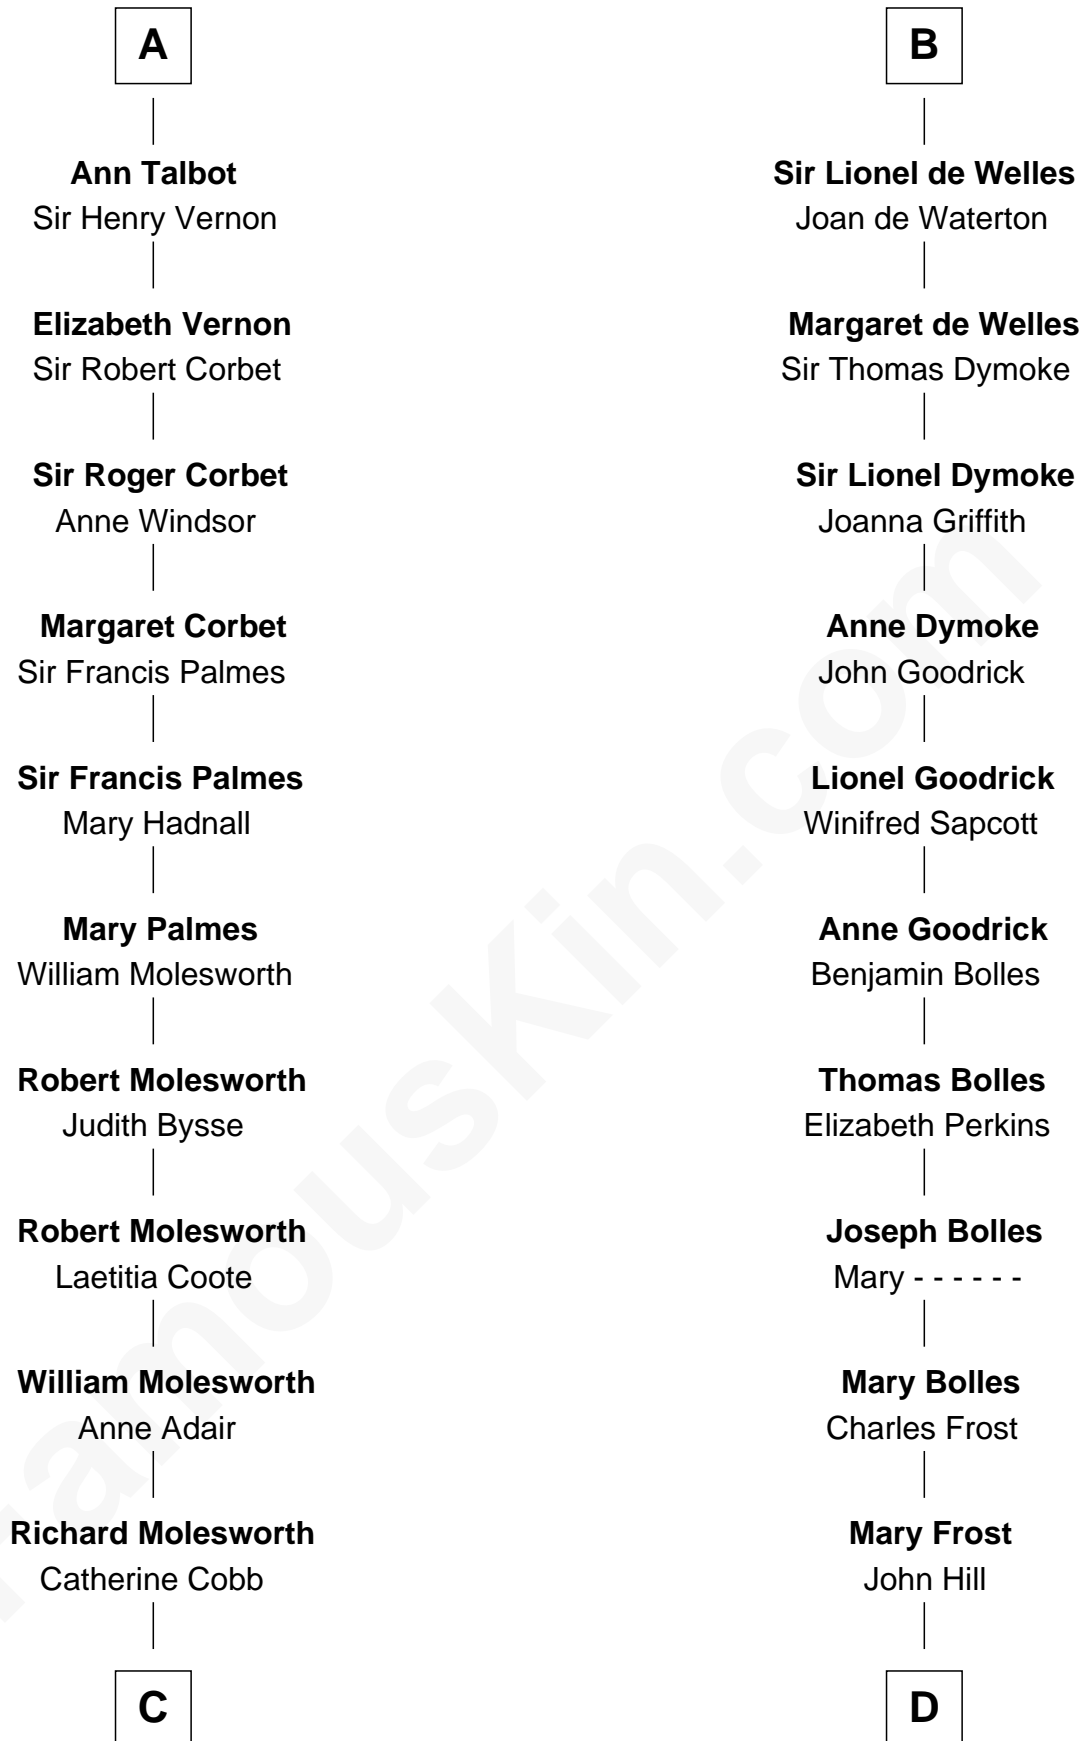 A
Ann Talbot
Sir Henry Vernon
Elizabeth Vernon
Sir Robert Corbet
Sir Roger Corbet
Anne Windsor
Margaret Corbet
Sir Francis Palmes
Sir Francis Palmes
Mary Hadnall
Mary Palmes
William Molesworth
Robert Molesworth
Judith Bysse
Robert Molesworth
Laetitia Coote
William Molesworth
Anne Adair
Richard Molesworth
Catherine Cobb
C
B
Sir Lionel de Welles
Joan de Waterton
Margaret de Welles
Sir Thomas Dymoke
Sir Lionel Dymoke
Joanna Griffith
Anne Dymoke
John Goodrick
Lionel Goodrick
Winifred Sapcott
Anne Goodrick
Benjamin Bolles
Thomas Bolles
Elizabeth Perkins
Joseph Bolles
Mary - - - - - -
Mary Bolles
Charles Frost
Mary Frost
John Hill
D
FamousKin.com